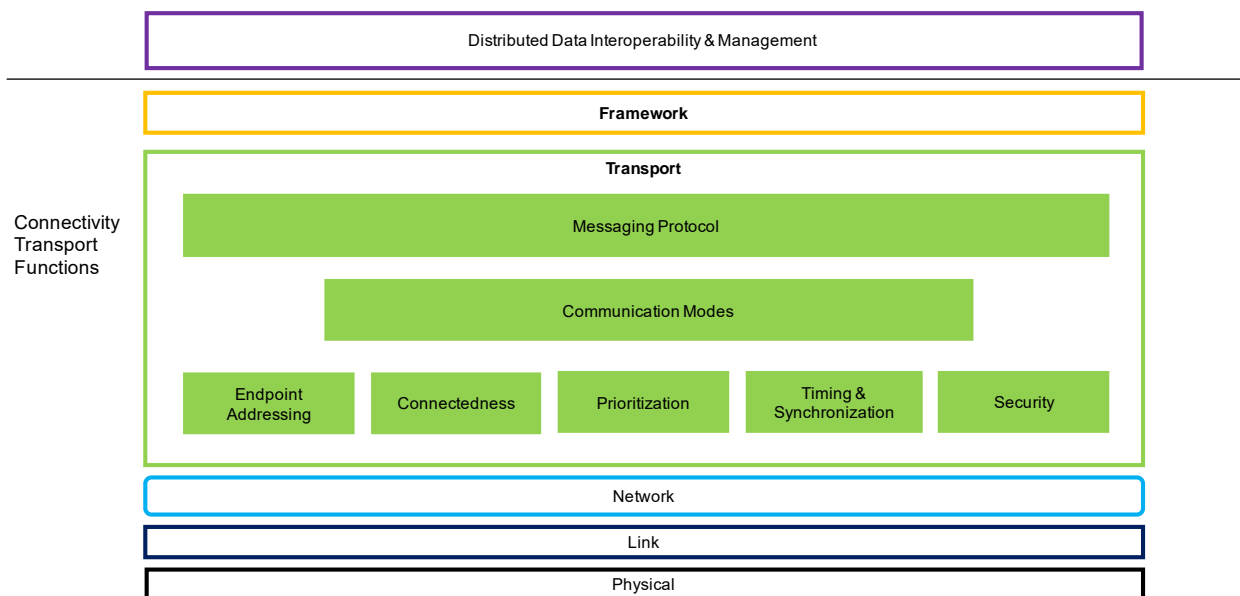 Distributed Data Interoperability & Management
Framework
Transport
Connectivity
Transport
Functions
Messaging Protocol
Communication Modes
Endpoint
Addressing
Connectedness
Prioritization
Timing &
Synchronization
Security
Network
Link
Physical